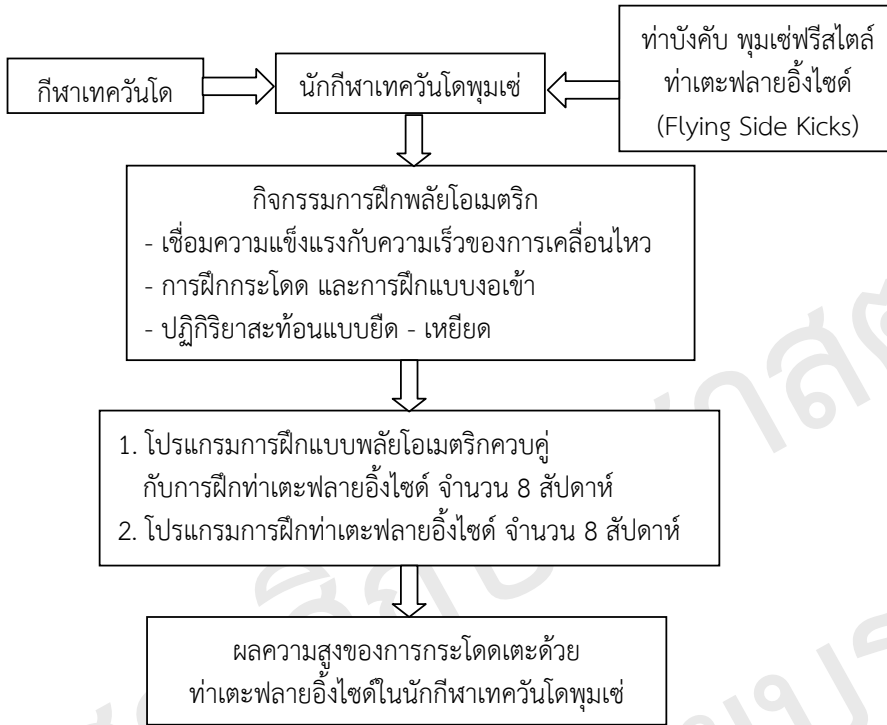 กีฬาเทควันโด
นักกีฬาเทควันโดพุมเซ่
ท่าบังคับ พุมเซ่ฟรีสไตล์
ท่าเตะฟลายอิ้งไซด์
(Flying Side Kicks)
กิจกรรมการฝึกพลัยโอเมตริก
- เชื่อมความแข็งแรงกับความเร็วของการเคลื่อนไหว
- การฝึกกระโดด และการฝึกแบบงอเข้า
- ปฏิกิริยาสะท้อนแบบยืด - เหยียด
1. โปรแกรมการฝึกแบบพลัยโอเมตริกควบคู่
กับการฝึกท่าเตะฟลายอิ้งไซด์ จำนวน 8 สัปดาห์
2. โปรแกรมการฝึกท่าเตะฟลายอิ้งไซด์ จำนวน 8 สัปดาห์
ผลความสูงของการกระโดดเตะด้วย
ท่าเตะฟลายอิ้งไซด์ในนักกีฬาเทควันโดพุมเซ่